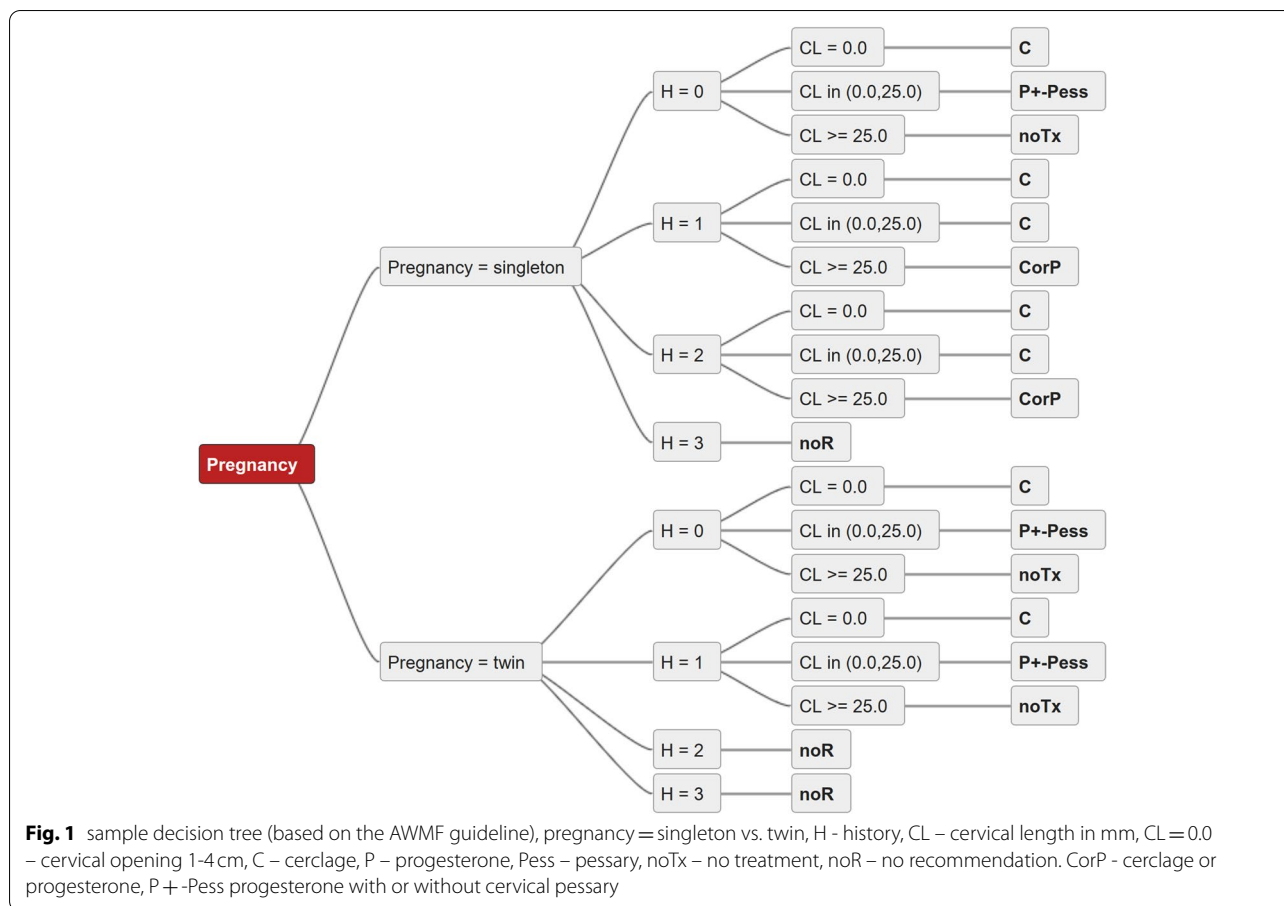 CL = 0.0 C
H = 0 CL in (0.0,25.0) P+-Pess
CL >= 25.0 noTx
CL = 0.0 C
H = 1 CL in (0.0,25.0) C
Pregnancy = singleton CL >= 25.0 CorP
CL = 0.0 C
H = 2 CL in (0.0,25.0) C
CL >= 25.0 CorP
H = 3 noR
Pregnancy
CL = 0.0 C
H = 0 CL in (0.0,25.0) P+-Pess
CL >= 25.0 noTx
CL = 0.0 C
Pregnancy = twin H = 1 CL in (0.0,25.0) P+-Pess
CL >= 25.0 noTx
H = 2 noR
H = 3 noR
Fig. 1 sample decision tree (based on the AWMF guideline), pregnancy = singleton vs. twin, H - history, CL – cervical length in mm, CL = 0.0
– cervical opening 1-4 cm, C – cerclage, P – progesterone, Pess – pessary, noTx – no treatment, noR – no recommendation. CorP - cerclage or
progesterone, P + -Pess progesterone with or without cervical pessary